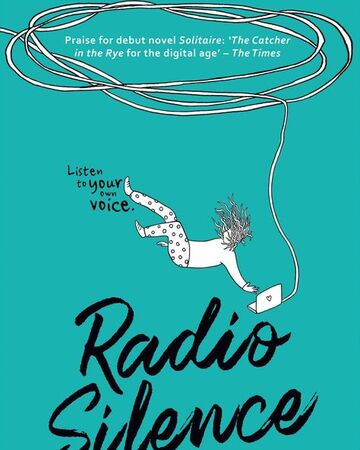 Praise for debut novel Solitaire: 'The Catcher
in the Rye for the digital age' – The Times
Listen
to your
own
voice.
Radio
Silence